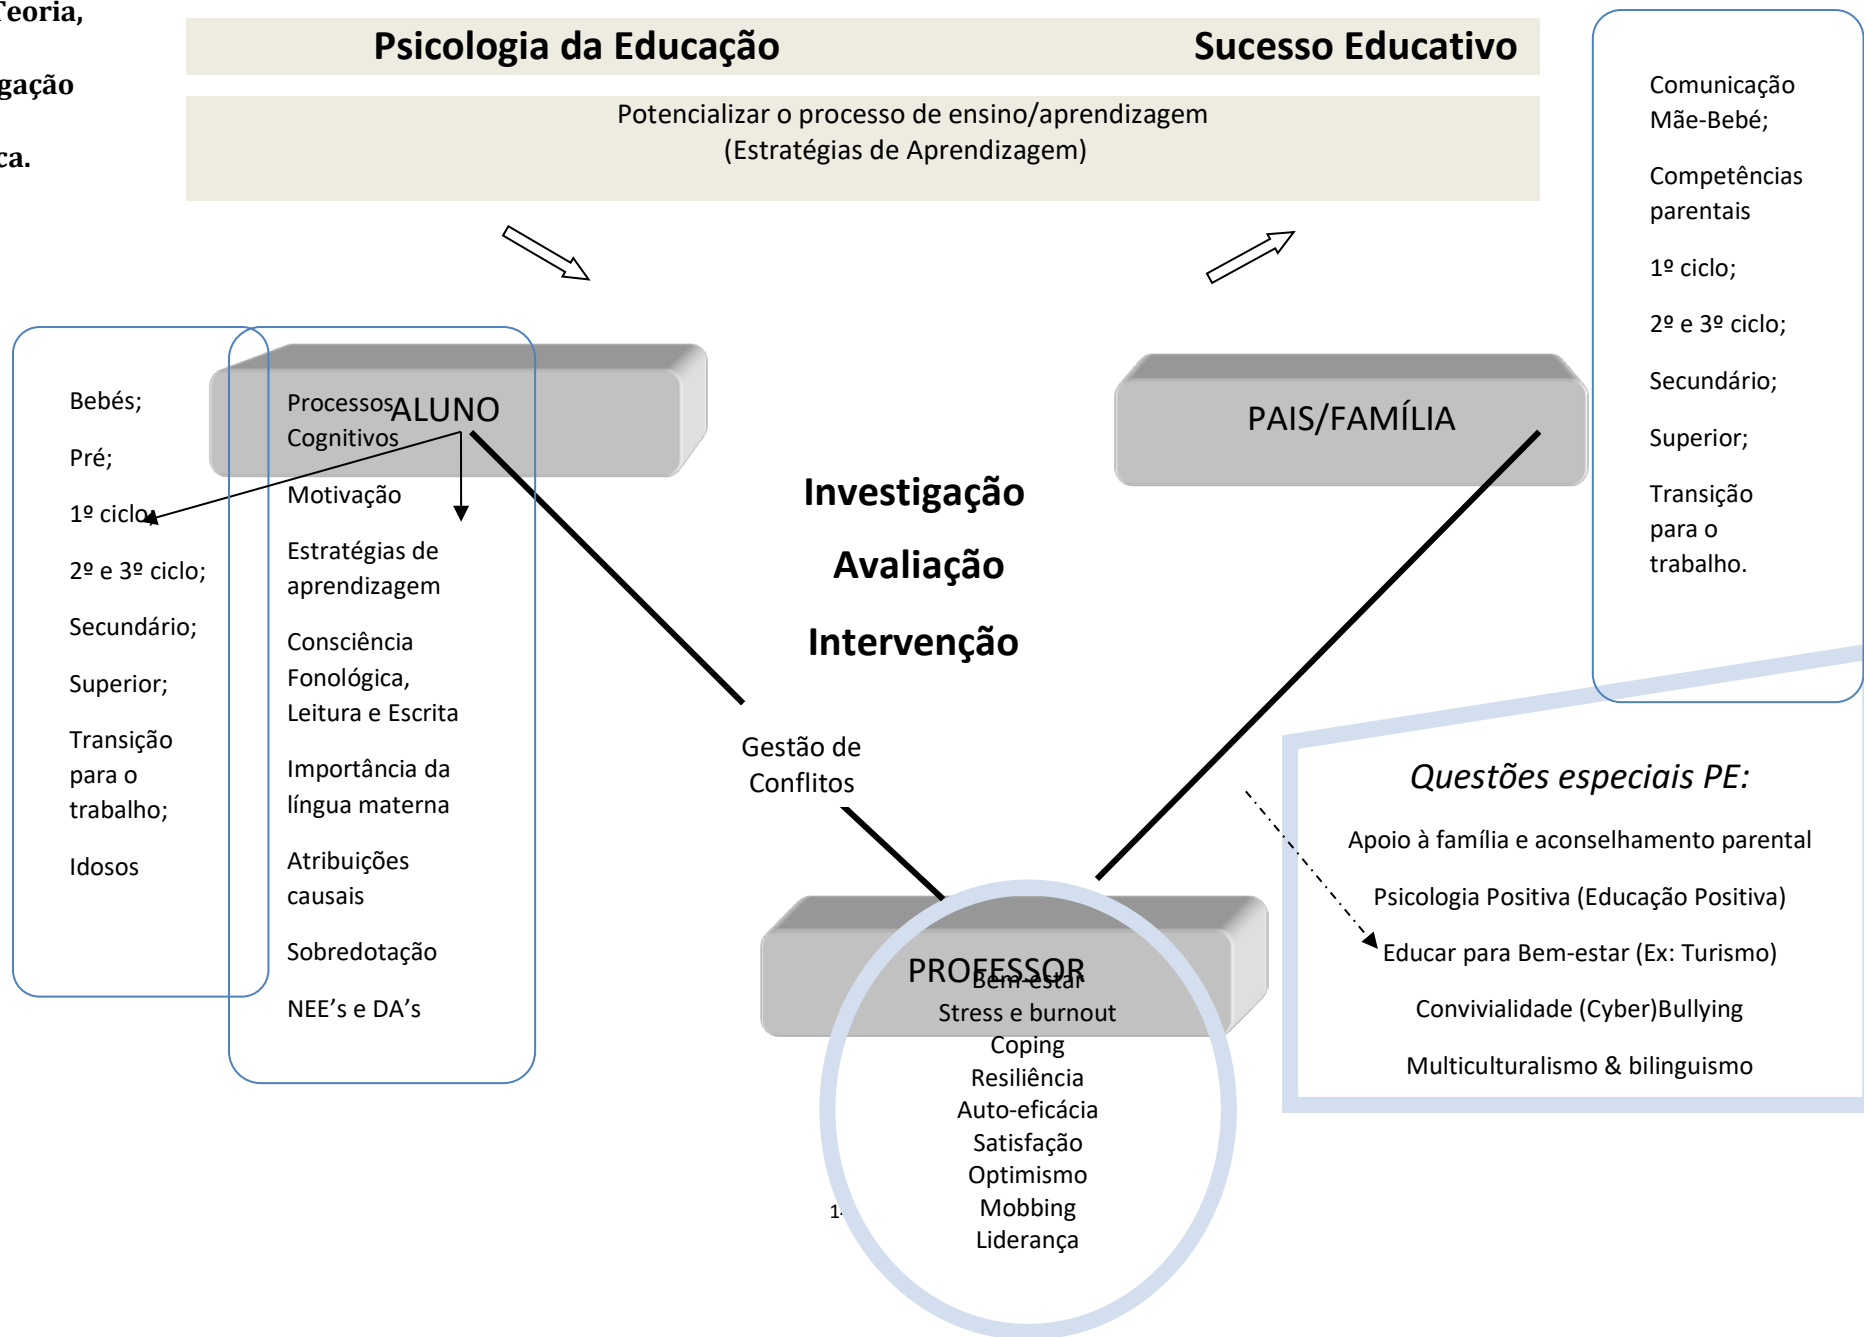 Teoria,
gação
ca.
Psicologia da Educação
Sucesso Educativo
Potencializar o processo de ensino/aprendizagem
(Estratégias de Aprendizagem)
Bebés;
Pré;
1º ciclo;
2º e 3º ciclo;
Secundário;
Superior;
Transição
para o
trabalho;
Idosos
ALUNO
Processos
Cognitivos
Motivação
Estratégias de
aprendizagem
Consciência
Fonológica,
Leitura e Escrita
Importância da
língua materna
Atribuições
causais
Sobredotação
NEE’s e DA’s
Investigação
Avaliação
Intervenção
Gestão de
Conflitos
PAIS/FAMÍLIA
Comunicação
Mãe-Bebé;
Competências
parentais
1º ciclo;
2º e 3º ciclo;
Secundário;
Superior;
Transição
para o
trabalho.
PROFESSOR
Bem-estar
Stress e burnout
Coping
Resiliência
Auto-eficácia
Satisfação
Optimismo
Mobbing
Liderança
Questões especiais PE:
Apoio à família e aconselhamento parental
Psicologia Positiva (Educação Positiva)
Educar para Bem-estar (Ex: Turismo)
Convivialidade (Cyber)Bullying
Multiculturalismo & bilinguismo